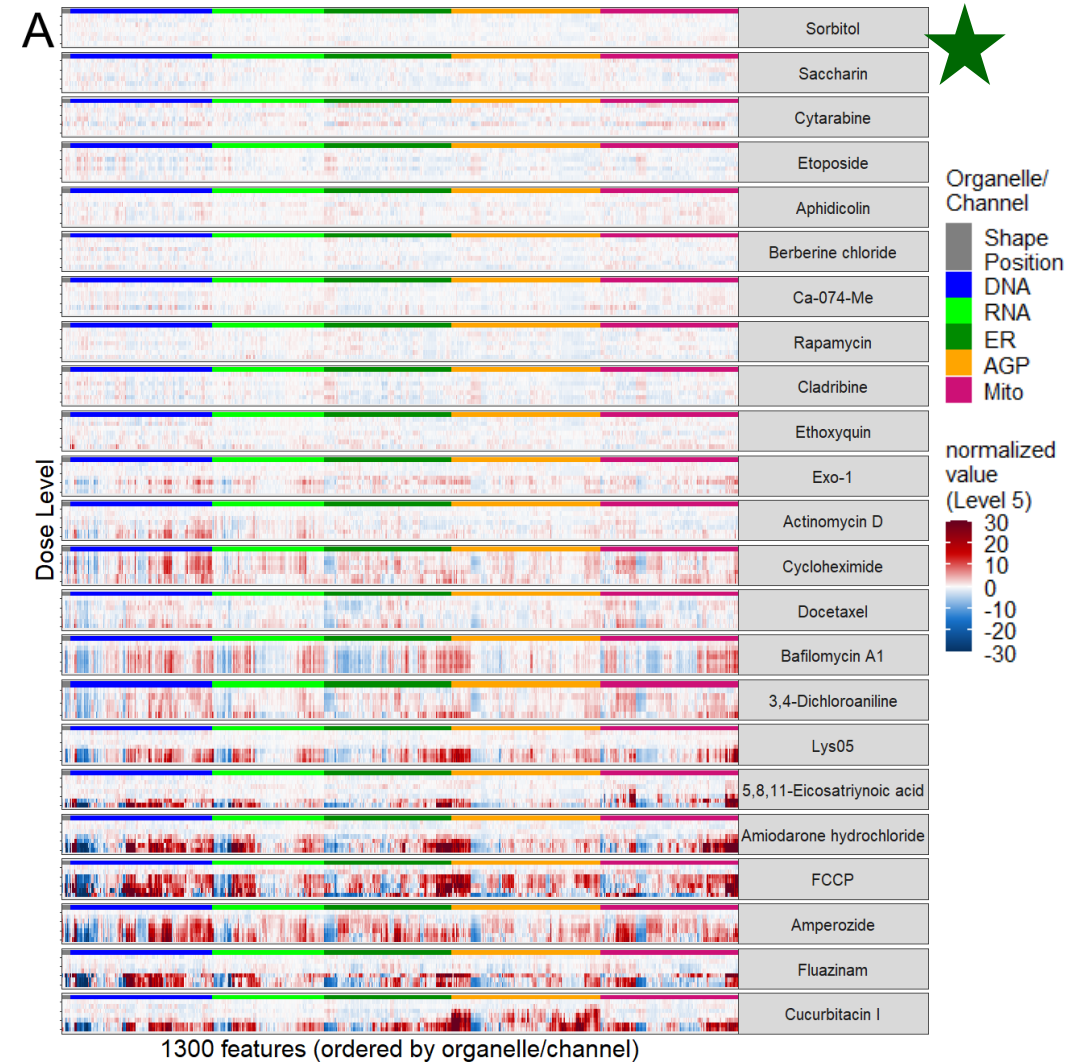 A
Sorbitol
Saccharin
Cytarabine
Etoposide
Aphidicolin
Berberine chloride
Ca-074-Me
Rapamycin
Cladribine
Ethoxyquin
Exo-1
Actinomycin D
Cycloheximide
Docetaxel
Bafilomycin A1
3,4-Dichloroaniline
Lys05
5,8,11-Eicosatriynoic acid
Amiodarone hydrochloride
FCCP
Amperozide
Fluazinam
Cucurbitacin I
Dose Level
1300 features (ordered by organelle/channel)
Organelle/
Channel
Shape
Position
DNA
RNA
ER
AGP
Mito
normalized
value
(Level 5)
30
20
10
0
-10
-20
-30